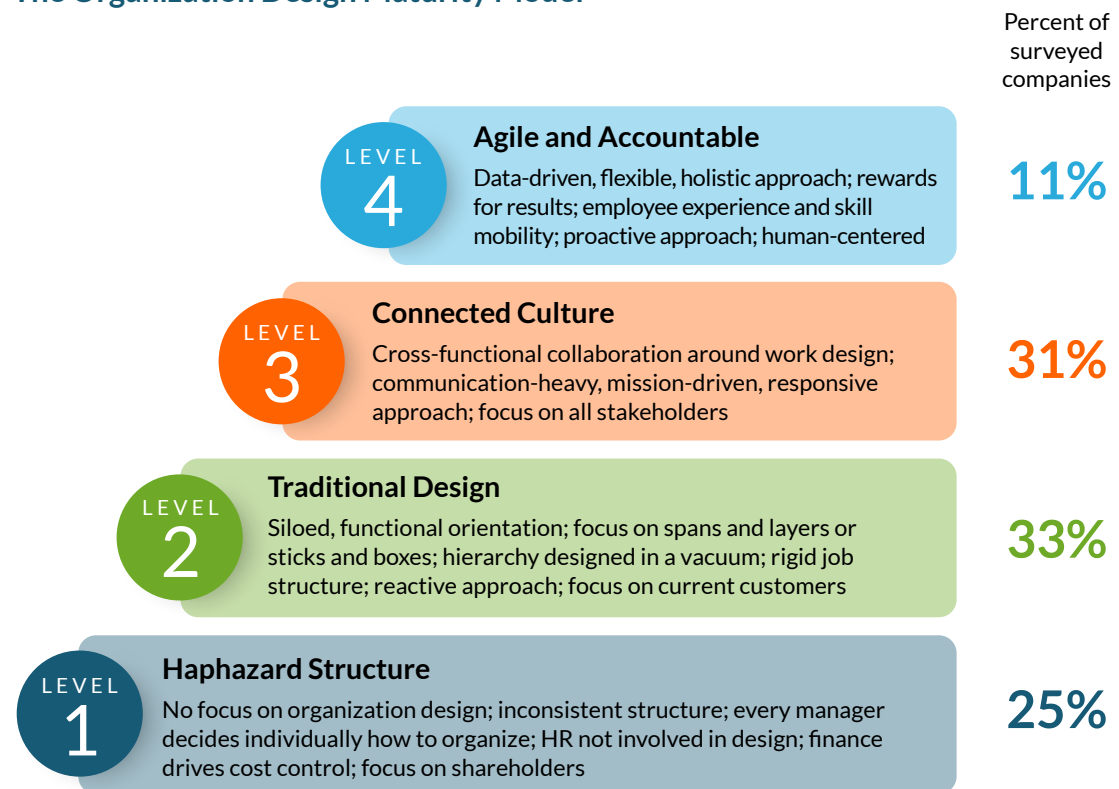 The Organization Design Maturity Model
Percent of
surveyed
companies
LEVEL
4
Agile and Accountable
Data-driven, flexible, holistic approach; rewards
for results; employee experience and skill
mobility; proactive approach; human-centered
11%
LEVEL
3
Connected Culture
Cross-functional collaboration around work design;
communication-heavy, mission-driven, responsive
approach; focus on all stakeholders
31%
LEVEL
2
Traditional Design
Siloed, functional orientation; focus on spans and layers or
sticks and boxes; hierarchy designed in a vacuum; rigid job
structure; reactive approach; focus on current customers
33%
LEVEL
1
Haphazard Structure
No focus on organization design; inconsistent structure; every manager
decides individually how to organize; HR not involved in design; finance
drives cost control; focus on shareholders
25%